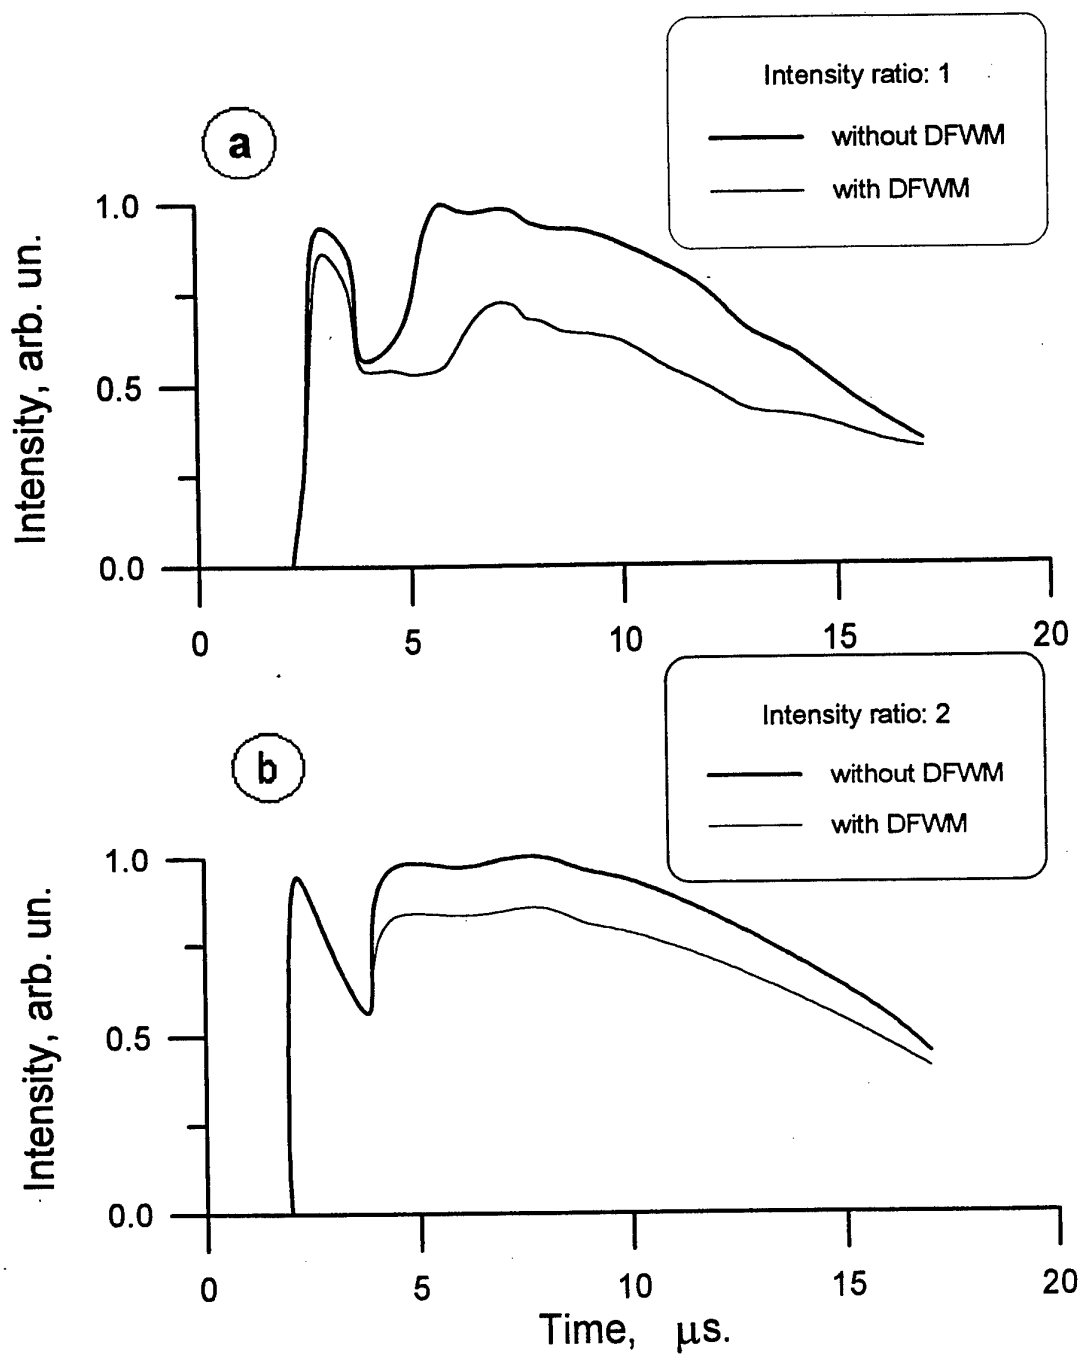 Intensity ratio: 1
a
without DFWM
with DFWM
1.0
0.5
0.0
Intensity, arb. un.
0 5 10 15 20
Intensity ratio: 2
b
without DFWM
with DFWM
1.0
0.5
0.0
Intensity, arb. un.
0 5 10 15 20
Time, μs.